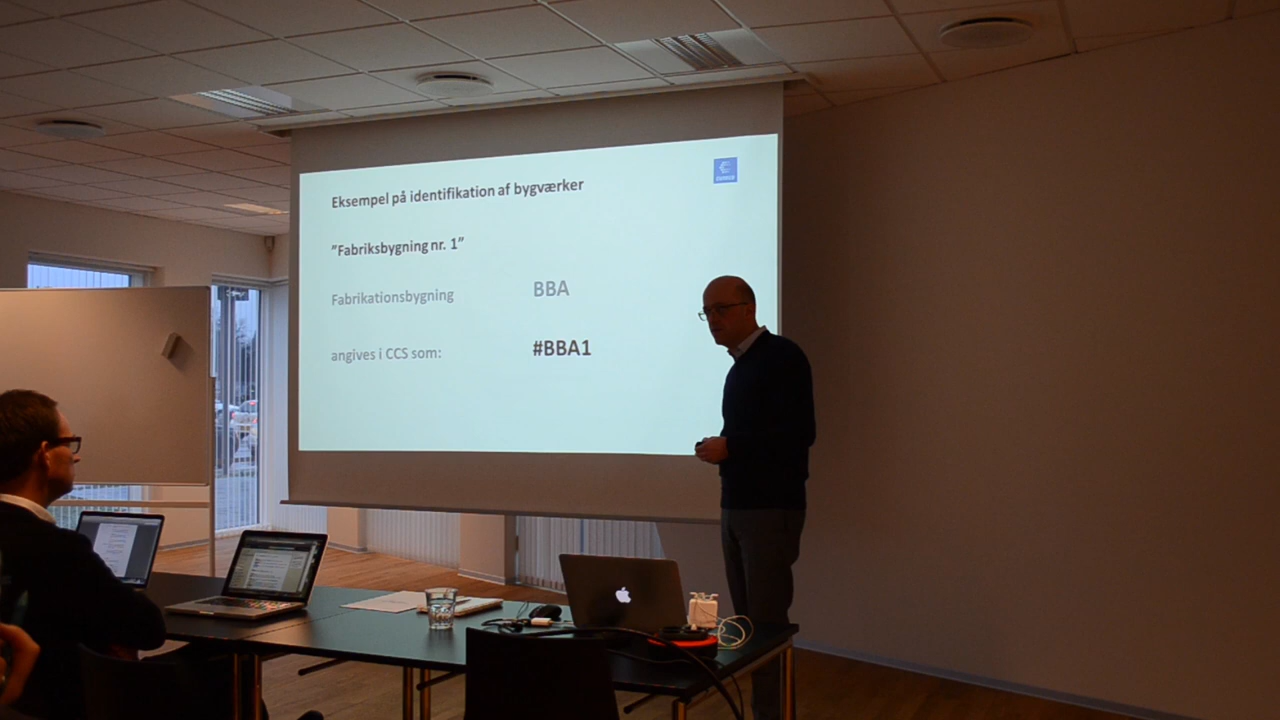 Eksempel på identifikation af bygværker
"Fabriksbygning nr. 1"
Fabrikationsbygning BBA
angives i CCS som: #BBA1